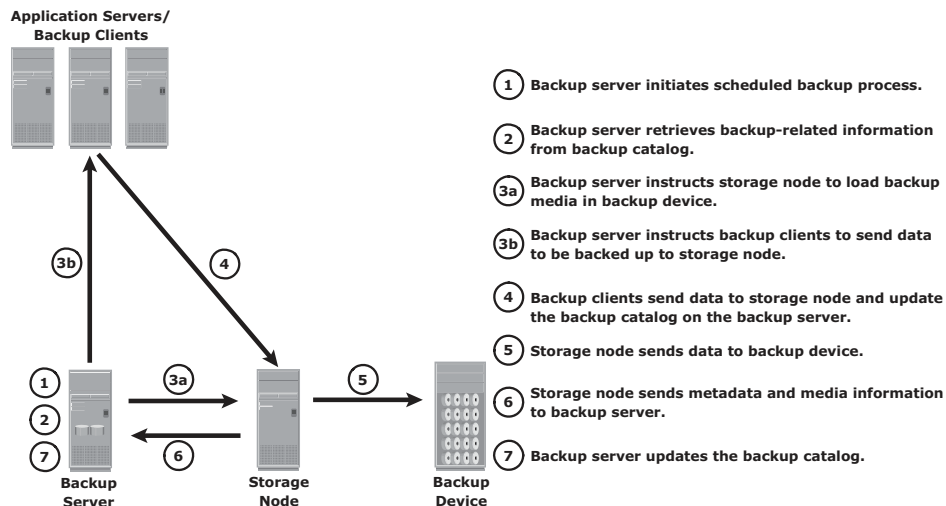 Application Servers/
Backup Clients
3b
4
1
2
7
3a
6
5
Backup
Server
Storage
Node
Backup
Device
1 Backup server initiates scheduled backup process.
2 Backup server retrieves backup-related information
from backup catalog.
3a Backup server instructs storage node to load backup
media in backup device.
3b Backup server instructs backup clients to send data
to be backed up to storage node.
4 Backup clients send data to storage node and update
the backup catalog on the backup server.
5 Storage node sends data to backup device.
6 Storage node sends metadata and media information
to backup server.
7 Backup server updates the backup catalog.